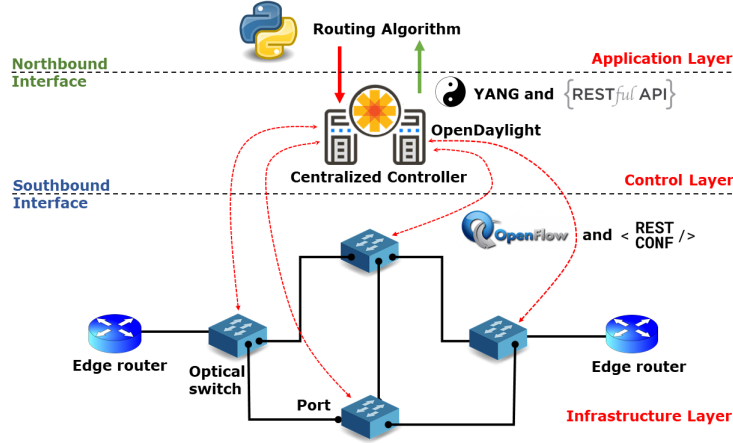 Routing Algorithm
Northbound
Interface
Application Layer
YANG and {RESTful API}
OpenDaylight
Centralized Controller
Southbound
Interface
Control Layer
OpenFlow and < REST CONF />
Edge router
Optical
switch
Port
Edge router
Infrastructure Layer